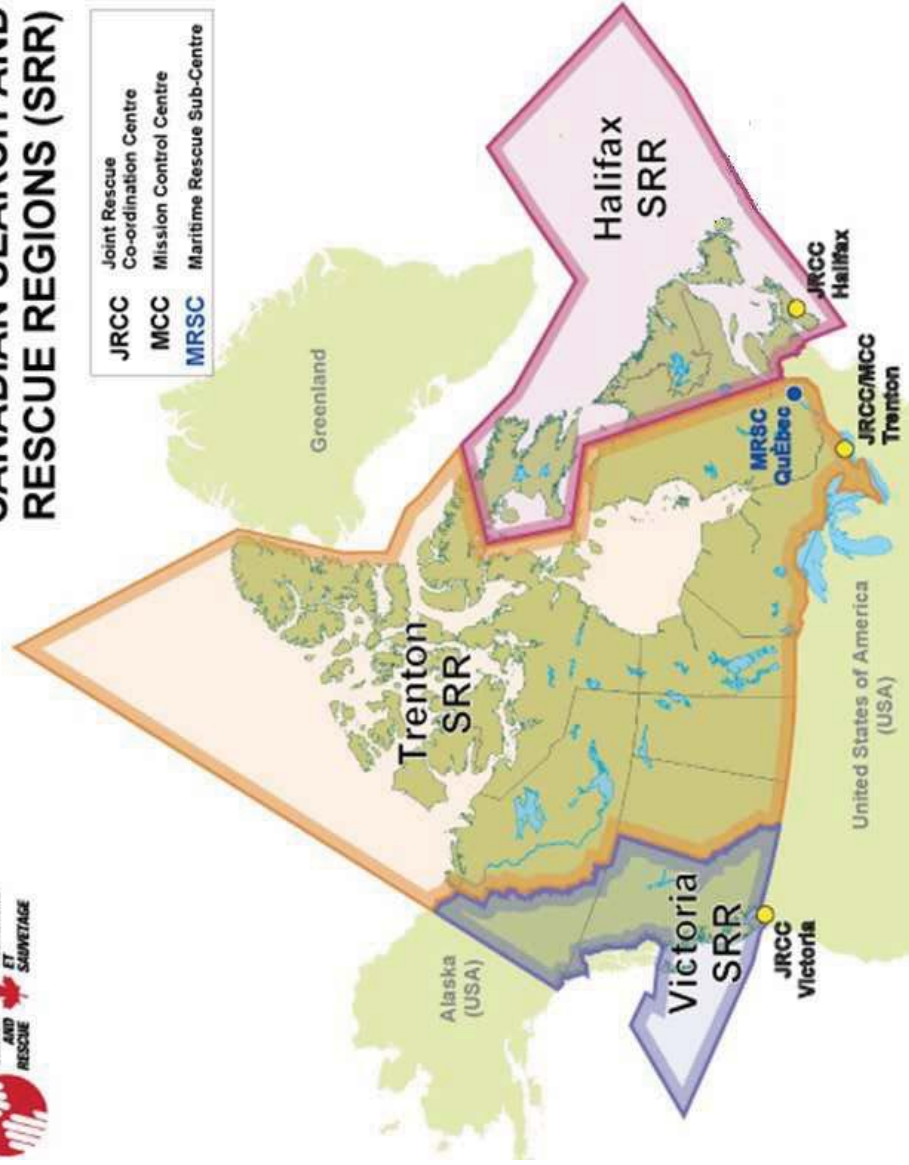 RESCUE REGIONS (SRR)
AND
RESCUE
ET
SAUVETAGE
JRCC Joint Rescue
Co-ordination Centre
MCC Mission Control Centre
MRSC Maritime Rescue Sub-Centre
Greenland
Alaska
(USA)
Trenton
SRR
Halifax
SRR
Victoria
SRR
MRSC
QuÈbec
JRCC
Halifax
JRCC/MCC
Trenton
JRCC
Victoria
United States of America
(USA)